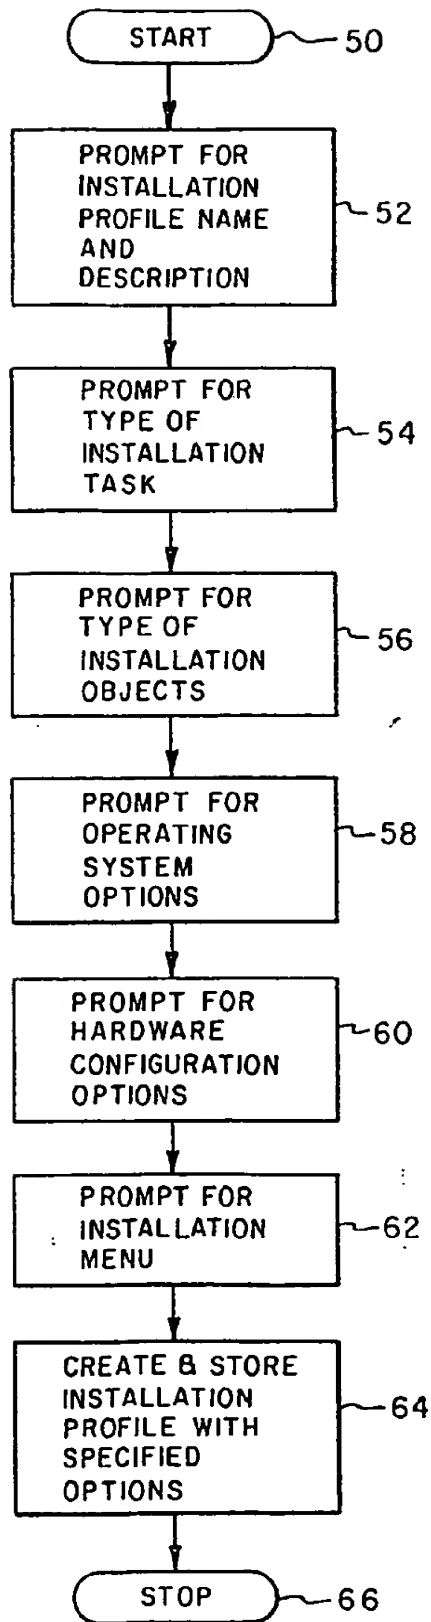 START
50
PROMPT FOR
INSTALLATION
PROFILE NAME
AND
DESCRIPTION
52
PROMPT FOR
TYPE OF
INSTALLATION
TASK
54
PROMPT FOR
TYPE OF
INSTALLATION
OBJECTS
56
PROMPT FOR
OPERATING
SYSTEM
OPTIONS
58
PROMPT FOR
HARDWARE
CONFIGURATION
OPTIONS
60
PROMPT FOR
INSTALLATION
MENU
62
CREATE & STORE
INSTALLATION
PROFILE WITH
SPECIFIED
OPTIONS
64
STOP
66